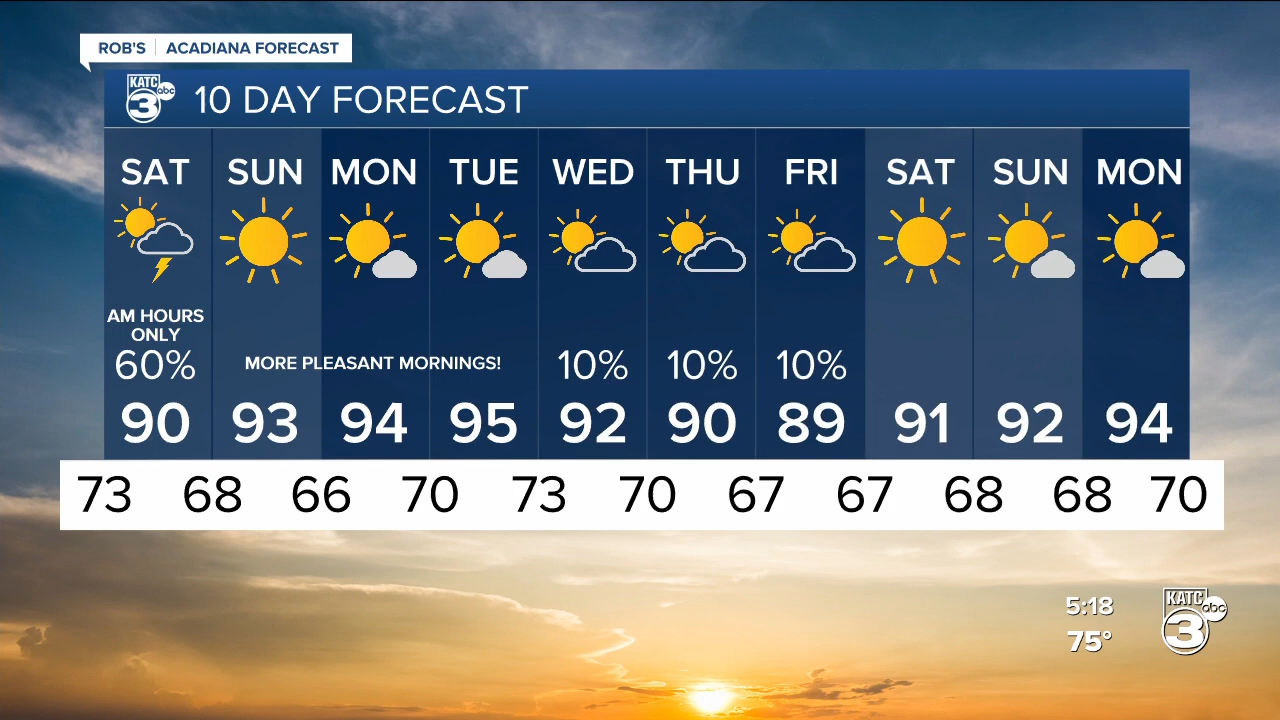 ROB'S | ACADIANA FORECAST
KATC abc 3
10 DAY FORECAST
SAT SUN MON TUE WED THU FRI SAT SUN MON
AM HOURS
ONLY
60% MORE PLEASANT MORNINGS! 10% 10% 10%
90 93 94 95 92 90 89 91 92 94
73 68 66 70 73 70 67 67 68 68 70
5:18
75°
KATC abc 3